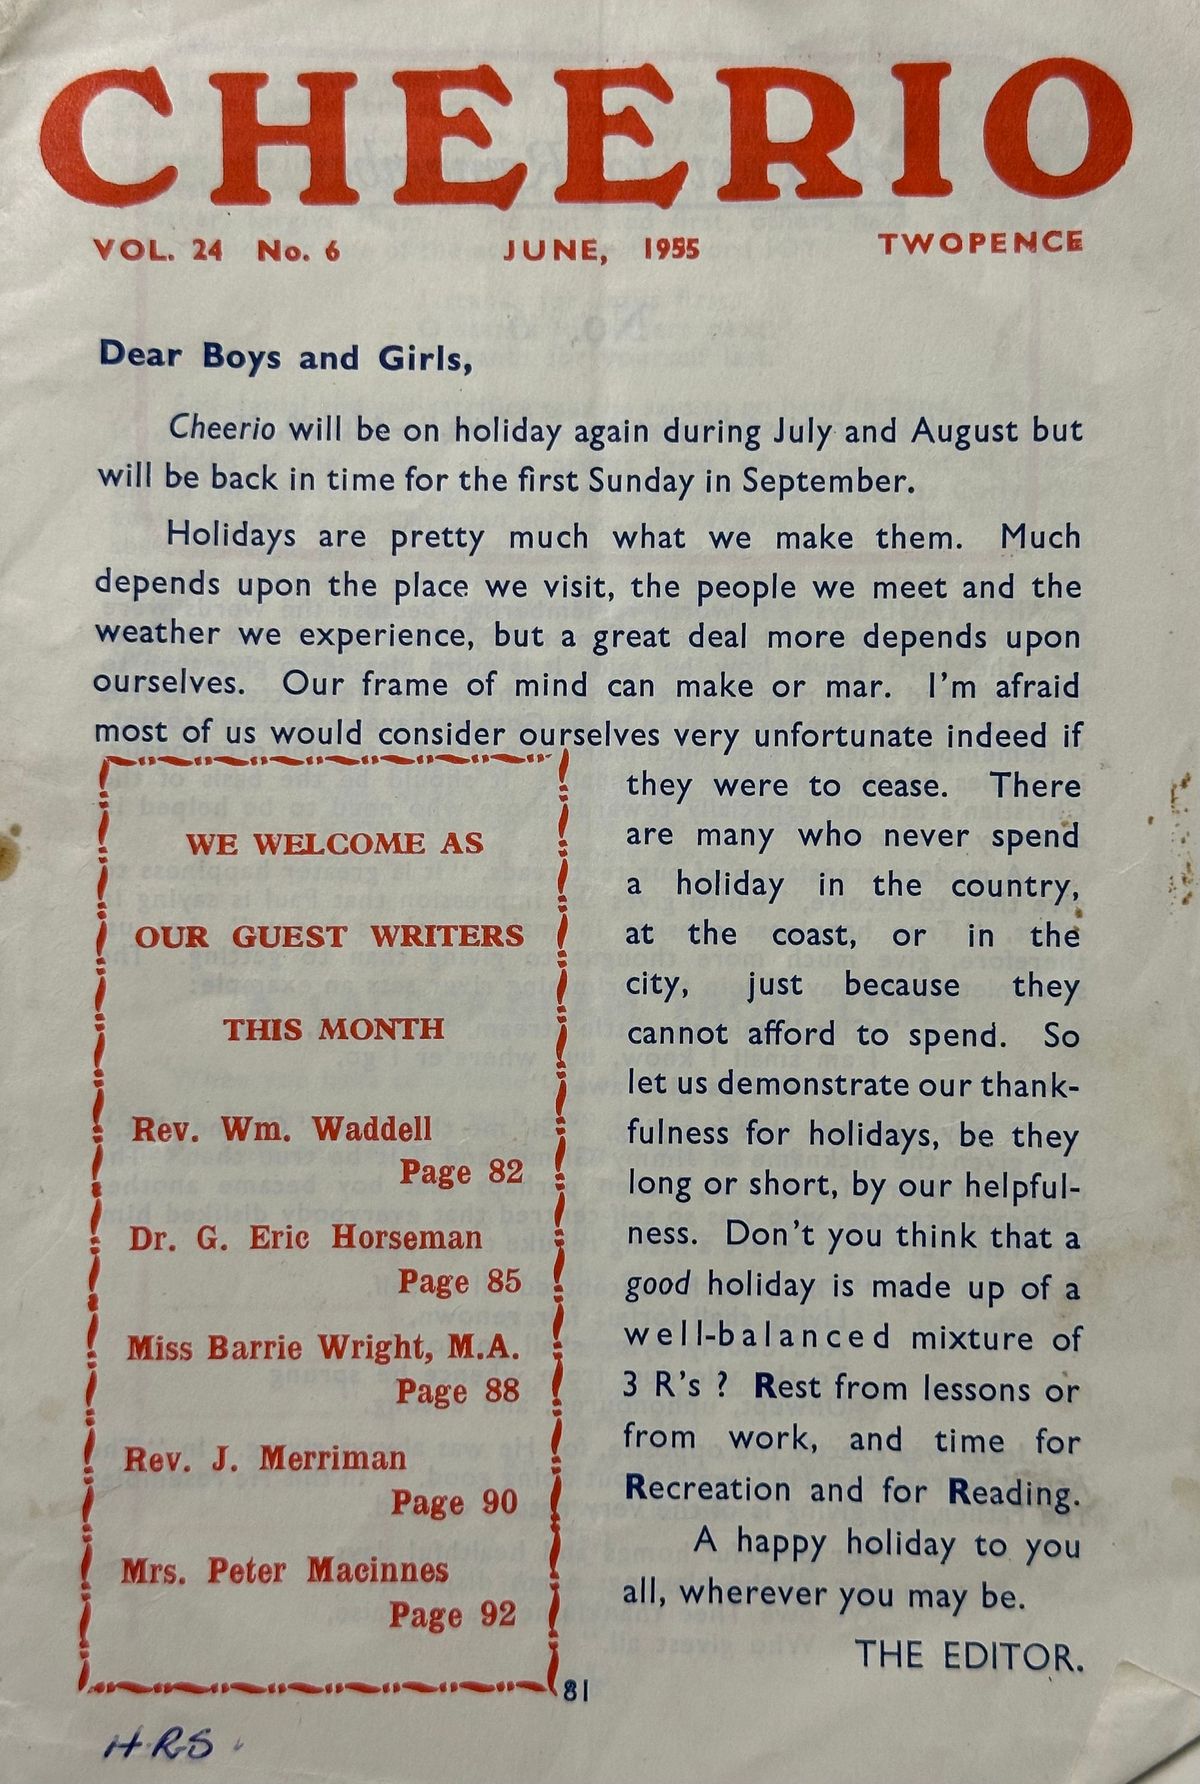 CHEERIO
VOL. 24 No. 6 JUNE, 1955 TWOPENCE
Dear Boys and Girls,
Cheerio will be on holiday again during July and August but
will be back in time for the first Sunday in September.
Holidays are pretty much what we make them. Much
depends upon the place we visit, the people we meet and the
weather we experience, but a great deal more depends upon
ourselves. Our frame of mind can make or mar. I'm afraid
most of us would consider ourselves very unfortunate indeed if
they were to cease. There
are many who never spend
a holiday in the country,
at the coast, or in the
city, just because they
cannot afford to spend. So
let us demonstrate our thank-
fulness for holidays, be they
long or short, by our helpful-
ness. Don't you think that a
good holiday is made up of a
well-balanced mixture of
3 R's ? Rest from lessons or
from work, and time for
Recreation and for Reading.
A happy holiday to you
all, wherever you may be.
THE EDITOR.
WE WELCOME AS
OUR GUEST WRITERS
THIS MONTH
Rev. Wm. Waddell
Page 82
Dr. G. Eric Horseman
Page 85
Miss Barrie Wright, M.A.
Page 88
Rev. J. Merriman
Page 90
Mrs. Peter Macinnes
Page 92
81
H.R.S